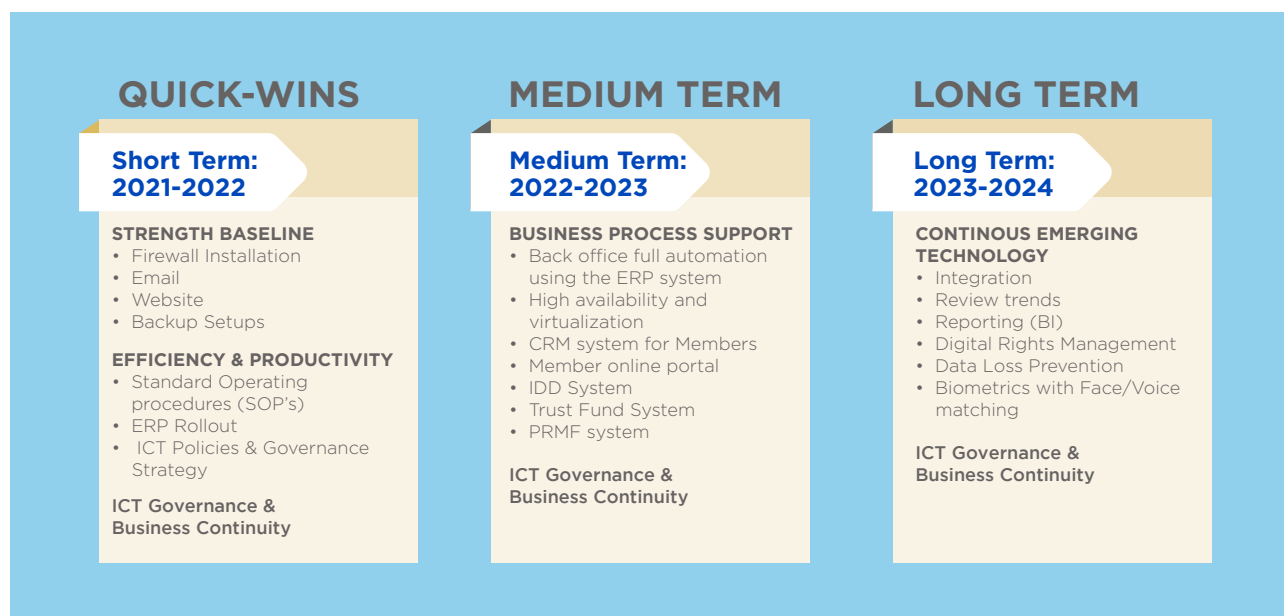 QUICK-WINS
Short Term:
2021-2022
STRENGTH BASELINE
• Firewall Installation
• Email
• Website
• Backup Setups
EFFICIENCY & PRODUCTIVITY
• Standard Operating
procedures (SOP's)
• ERP Rollout
• ICT Policies & Governance
Strategy
ICT Governance &
Business Continuity
MEDIUM TERM
Medium Term:
2022-2023
BUSINESS PROCESS SUPPORT
• Back office full automation
using the ERP system
• High availability and
virtualization
• CRM system for Members
• Member online portal
• IDD System
• Trust Fund System
• PRMF system
ICT Governance &
Business Continuity
LONG TERM
Long Term:
2023-2024
CONTINOUS EMERGING
TECHNOLOGY
• Integration
• Review trends
• Reporting (BI)
• Digital Rights Management
• Data Loss Prevention
• Biometrics with Face/Voice
matching
ICT Governance &
Business Continuity